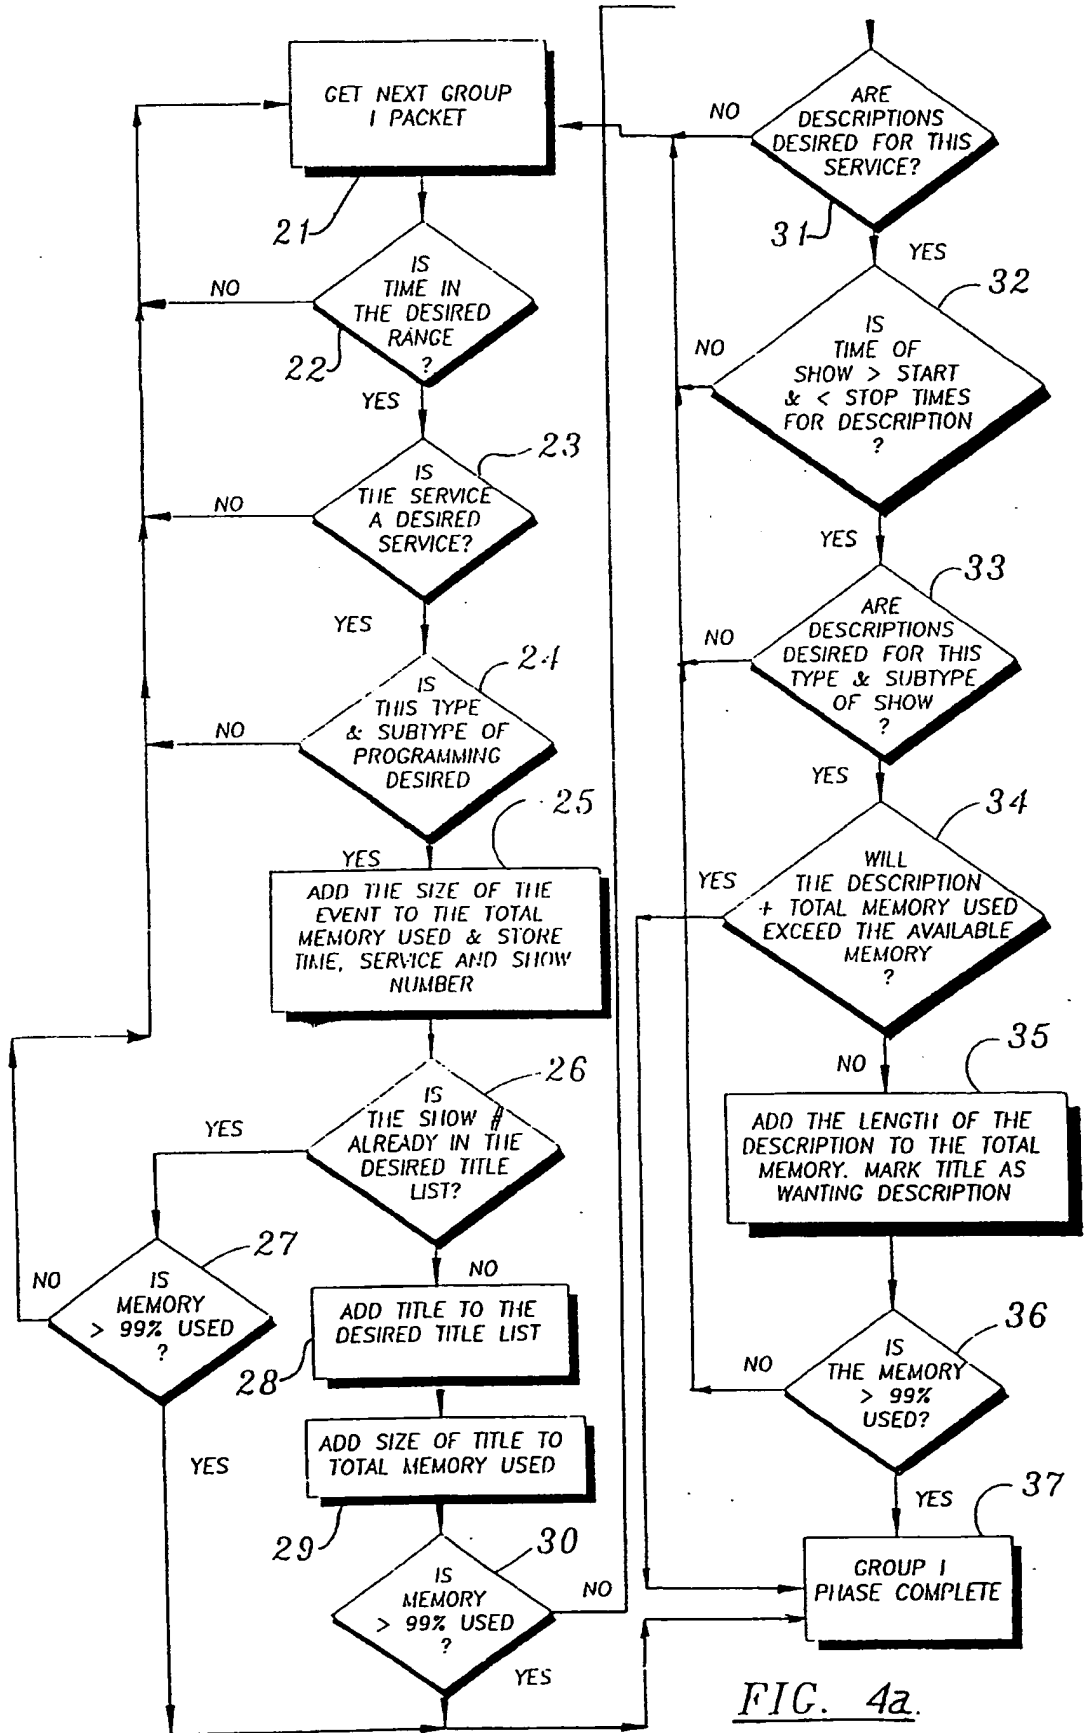 GET NEXT GROUP
I PACKET
21
IS
TIME IN
THE DESIRED
RANGE
?
22
NO
YES
23
IS
THE SERVICE
A DESIRED
SERVICE?
NO
YES
24
IS
THIS TYPE
& SUBTYPE OF
PROGRAMMING
DESIRED
NO
YES
25
ADD THE SIZE OF THE
EVENT TO THE TOTAL
MEMORY USED & STORE
TIME, SERVICE AND SHOW
NUMBER
26
IS
THE SHOW #
ALREADY IN THE
DESIRED TITLE
LIST?
YES
NO
27
IS
MEMORY
> 99% USED
?
NO
YES
ADD TITLE TO THE
DESIRED TITLE LIST
28
ADD SIZE OF TITLE TO
TOTAL MEMORY USED
29
30
IS
MEMORY
> 99% USED
?
NO
YES
ARE
DESCRIPTIONS
DESIRED FOR THIS
SERVICE?
NO
31
YES
32
IS
TIME OF
SHOW > START
& < STOP TIMES
FOR DESCRIPTION
?
NO
YES
33
ARE
DESCRIPTIONS
DESIRED FOR THIS
TYPE & SUBTYPE
OF SHOW
?
NO
YES
34
WILL
THE DESCRIPTION
+ TOTAL MEMORY USED
EXCEED THE AVAILABLE
MEMORY
?
YES
NO
35
ADD THE LENGTH OF THE
DESCRIPTION TO THE TOTAL
MEMORY. MARK TITLE AS
WANTING DESCRIPTION
36
IS
THE MEMORY
> 99%
USED?
NO
YES
37
GROUP I
PHASE COMPLETE
FIG. 4a.